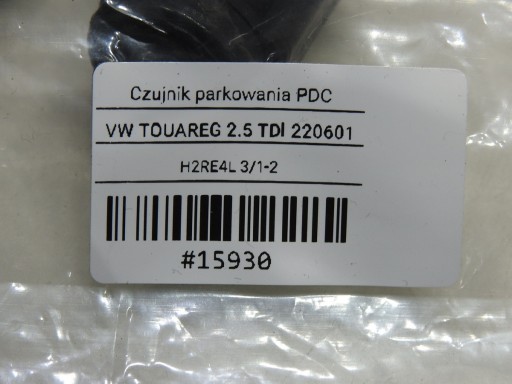 Czujnik parkowania PDC
VW TOUAREG 2.5 TDI 220601
H2RE4L 3/1-2
#15930